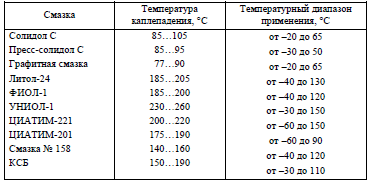 Смазка Температура каплепадения, °С Температурный диапазон применения, °С
Солидол С 85…105 от –20 до 65
Пресс-солидол С 85…95 от –30 до 50
Графитная смазка 77…90 от –20 до 65
Литол-24 185…205 от –40 до 130
ФИОЛ-1 185…200 от –40 до 120
УНИОЛ-1 230…260 от –30 до 150
ЦИАТИМ-221 200…220 от –60 до 150
ЦИАТИМ-201 175…190 от –60 до 90
Смазка № 158 140…160 от –40 до 120
КСБ 150…190 от –30 до 110